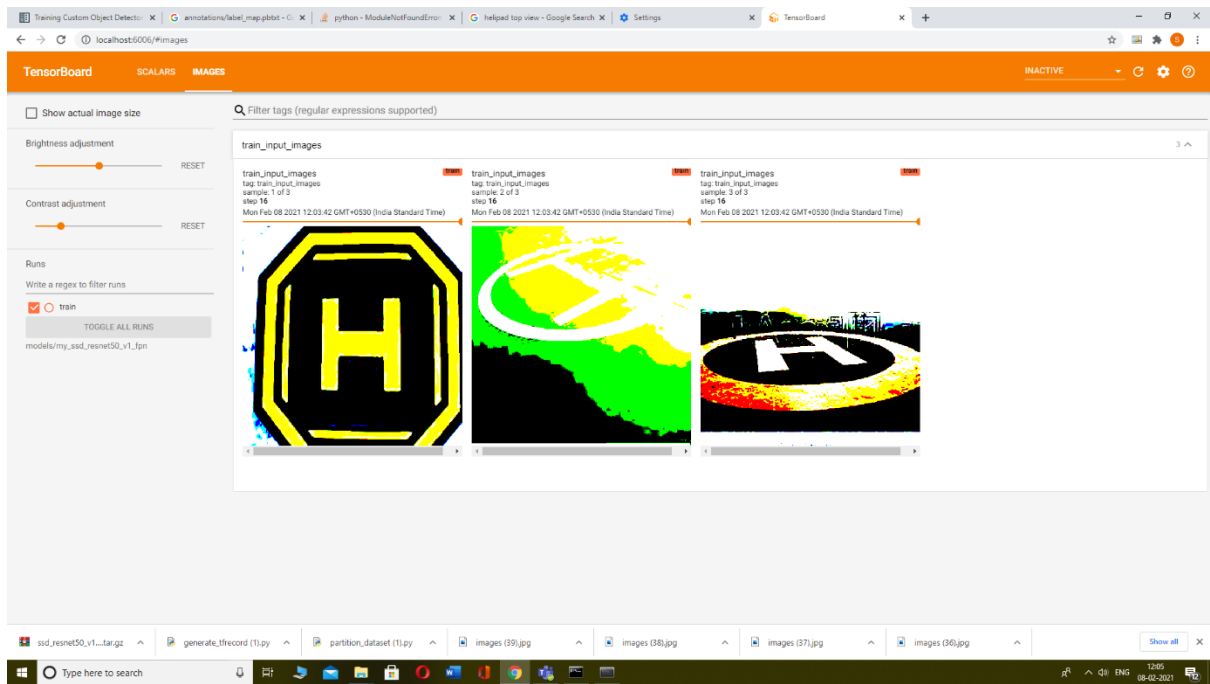 Training Custom Object Detector
annotations/label_map.pbtxt - G
python - ModuleNotFoundError
helipad top view - Google Search
Settings
TensorBoard
localhost:6006/#images
S
TensorBoard
SCALARS
IMAGES
INACTIVE
Show actual image size
Brightness adjustment
RESET
Contrast adjustment
RESET
Runs
Write a regex to filter runs
train
TOGGLE ALL RUNS
models/my_ssd_resnet50_v1_fpn
Filter tags (regular expressions supported)
train_input_images
3
train_input_images
train
tag: train_input_images
sample: 1 of 3
step 16
Mon Feb 08 2021 12:03:42 GMT+0530 (India Standard Time)
H
train_input_images
train
tag: train_input_images
sample: 2 of 3
step 16
Mon Feb 08 2021 12:03:42 GMT+0530 (India Standard Time)
H
train_input_images
train
tag: train_input_images
sample: 3 of 3
step 16
Mon Feb 08 2021 12:03:42 GMT+0530 (India Standard Time)
H
ssd_resnet50_v1....tar.gz
generate_tfrecord (1).py
partition_dataset (1).py
images (39).jpg
images (38).jpg
images (37).jpg
images (36).jpg
Show all
Type here to search
ENG
12:05
08-02-2021